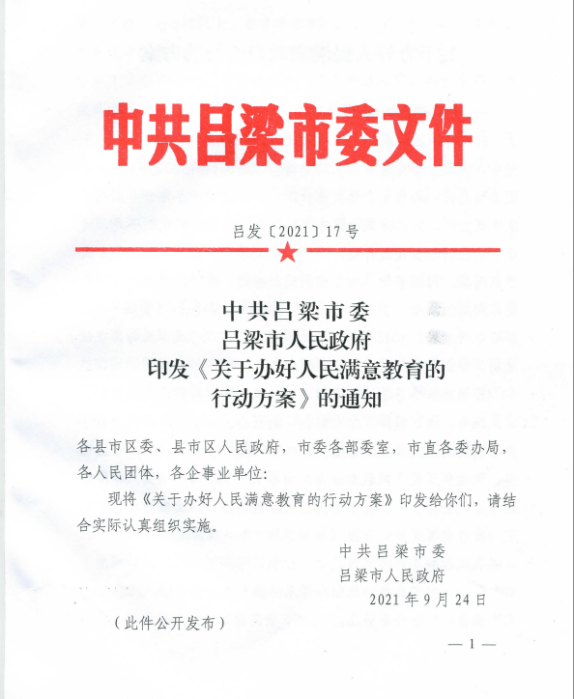 中共吕梁市委文件
吕发〔2021〕17号
中共吕梁市委
吕梁市人民政府
印发《关于办好人民满意教育的
行动方案》的通知
各县市区委、县市区人民政府，市委各部委室，市直各委办局，
各人民团体，各企事业单位：
现将《关于办好人民满意教育的行动方案》印发给你们，请结
合实际认真组织实施。
中共吕梁市委
吕梁市人民政府
2021年9月24日
（此件公开发布）
— 1 —